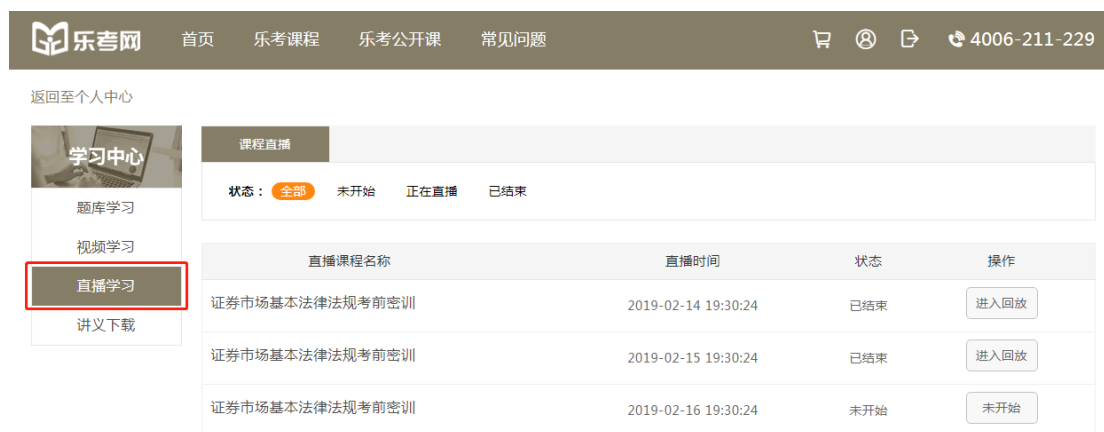 乐考网 首页 乐考课程 乐考公开课 常见问题 4006-211-229
返回至个人中心
学习中心
题库学习
视频学习
直播学习
讲义下载
课程直播
状态： 全部 未开始 正在直播 已结束
直播课程名称 直播时间 状态 操作
证券市场基本法律法规考前密训 2019-02-14 19:30:24 已结束 进入回放
证券市场基本法律法规考前密训 2019-02-15 19:30:24 已结束 进入回放
证券市场基本法律法规考前密训 2019-02-16 19:30:24 未开始 未开始